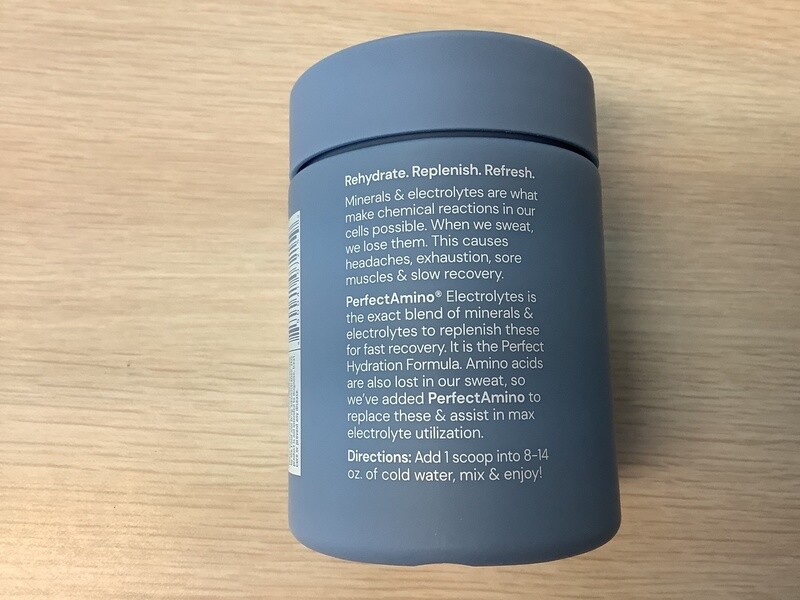 Rehydrate. Replenish. Refresh.
Minerals & electrolytes are what
make chemical reactions in our
cells possible. When we sweat,
we lose them. This causes
headaches, exhaustion, sore
muscles & slow recovery.
PerfectAmino® Electrolytes is
the exact blend of minerals &
electrolytes to replenish these
for fast recovery. It is the Perfect
Hydration Formula. Amino acids
are also lost in our sweat, so
we've added PerfectAmino to
replace these & assist in max
electrolyte utilization.
Directions: Add 1 scoop into 8-14
oz. of cold water, mix & enjoy!